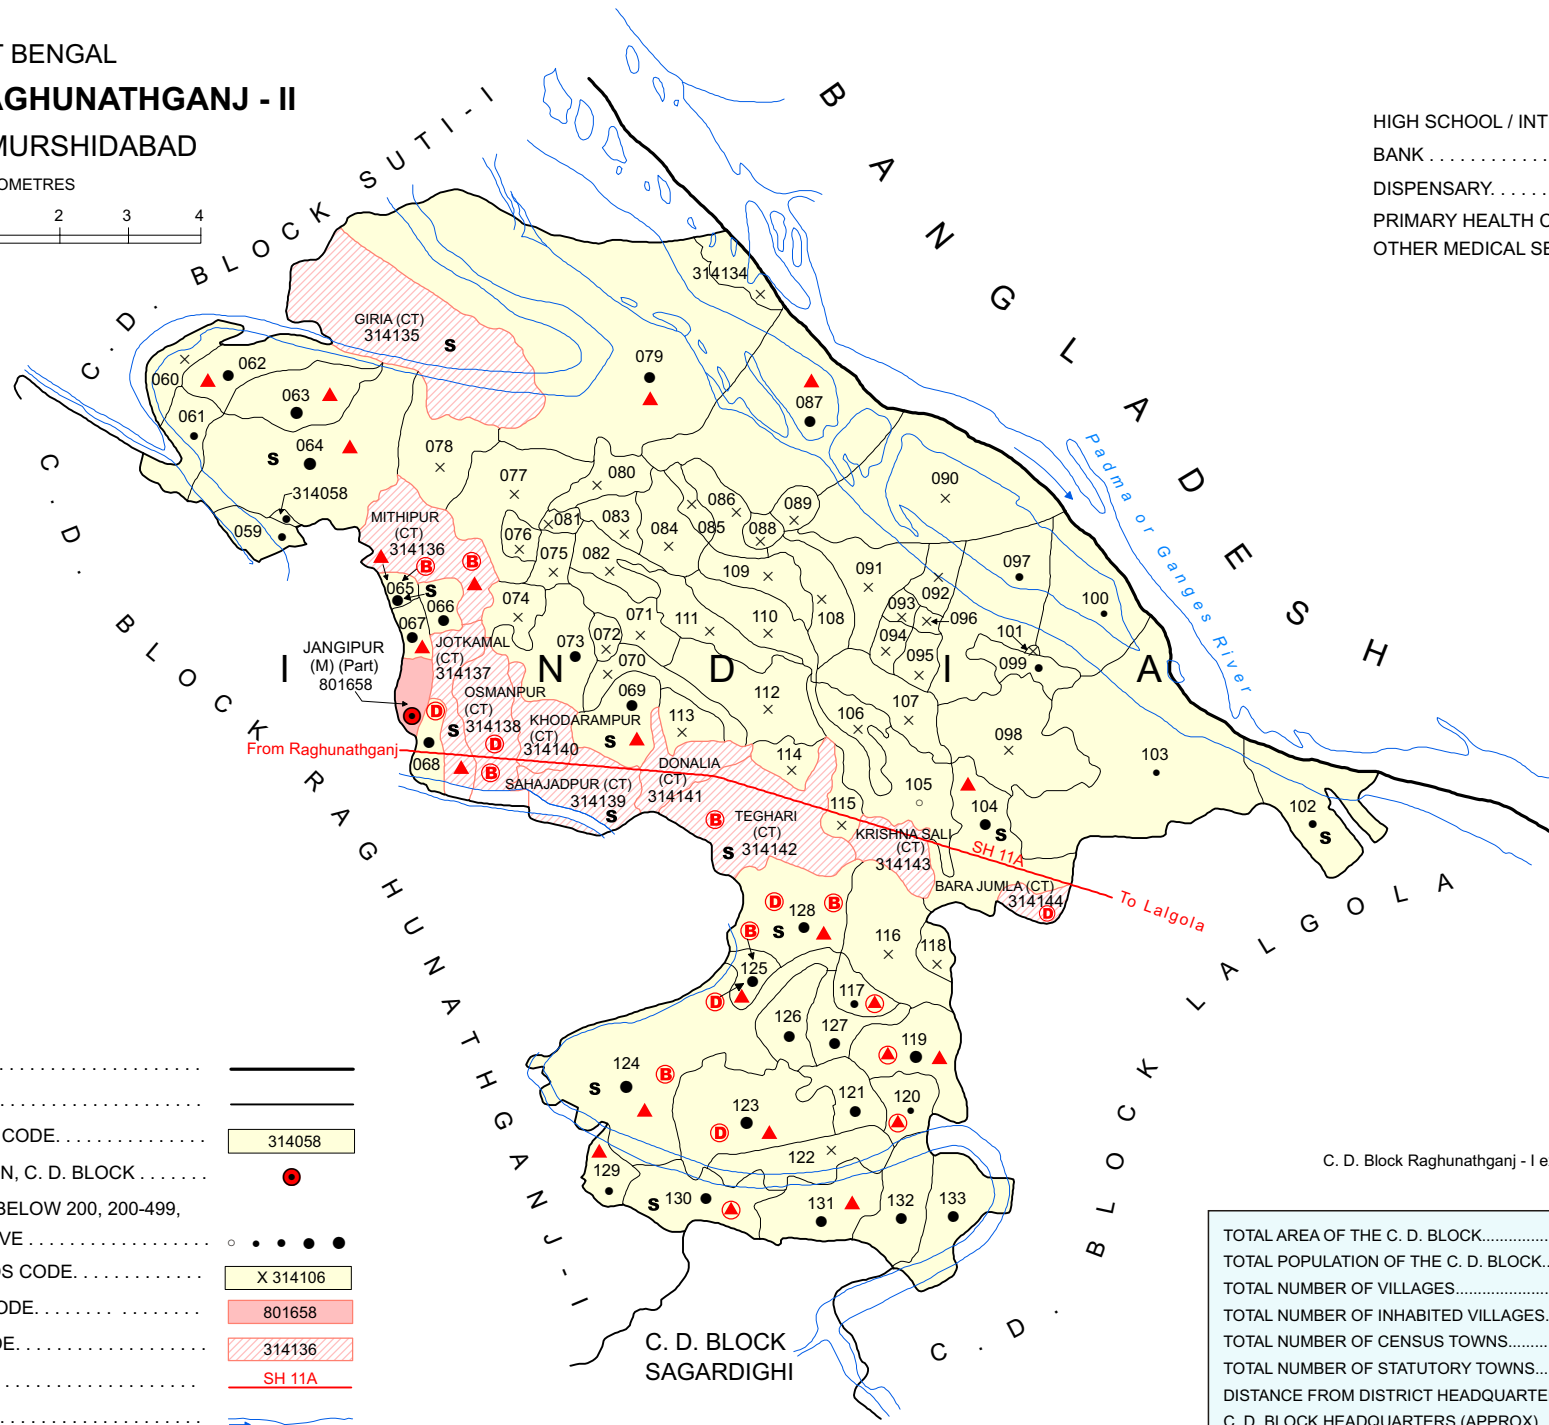 T BENGAL
AGHUNATHGANJ - II
MURSHIDABAD
OMETRES
2 3 4
HIGH SCHOOL / INT
BANK . . . . . . . . . . . .
DISPENSARY. . . . . .
PRIMARY HEALTH C
OTHER MEDICAL SE
C.D. BLOCK SUTI-I
BANGLADESH
314134
GIRIA (CT)
314135
S
079
087
060
062
063
061
064
S
078
090
077
080
086
089
314058
059
MITHIPUR
(CT)
314136
076
081
083
084
085
088
075
082
109
091
097
092
100
065
B
B
S
066
067
074
071
111
110
108
093
096
094
101
095
099
JOTKAMAL
(CT)
314137
073
072
070
JANGIPUR
(M) (Part)
801658
INDIA
OSMANPUR
(CT)
314138
D
S
D
KHODARAMPUR
(CT)
314140
069
S
113
112
106
107
098
103
From Raghunathganj
068
B
SAHAJADPUR (CT)
314139
S
DONALIA
(CT)
314141
114
105
104
S
102
S
B
TEGHARI
(CT)
314142
S
115
KRISHNA SALI
(CT)
314143
SH 11A
BARA JUMLA (CT)
314144
D
To Lalgola
Padma or Ganges River
C.D. BLOCK RAGHUNATHGANJ-I
C.D. BLOCK LALGOLA
D
B
B
S
128
116
118
125
D
117
126
127
119
124
S
B
123
D
121
120
122
129
S 130
131
132
133
C. D. BLOCK
SAGARDIGHI
CODE. . . . . . . . . . . . . .
314058
N, C. D. BLOCK . . . . . . .
BELOW 200, 200-499,
VE . . . . . . . . . . . . . . . . . .
OS CODE. . . . . . . . . . . . .
X 314106
ODE. . . . . . . . . . . . . . . .
801658
DE. . . . . . . . . . . . . . . . . . .
314136
SH 11A
C. D. Block Raghunathganj - I e
TOTAL AREA OF THE C. D. BLOCK...............
TOTAL POPULATION OF THE C. D. BLOCK..
TOTAL NUMBER OF VILLAGES.....................
TOTAL NUMBER OF INHABITED VILLAGES.
TOTAL NUMBER OF CENSUS TOWNS.........
TOTAL NUMBER OF STATUTORY TOWNS...
DISTANCE FROM DISTRICT HEADQUARTE
C. D. BLOCK HEADQUARTERS (APPROX)